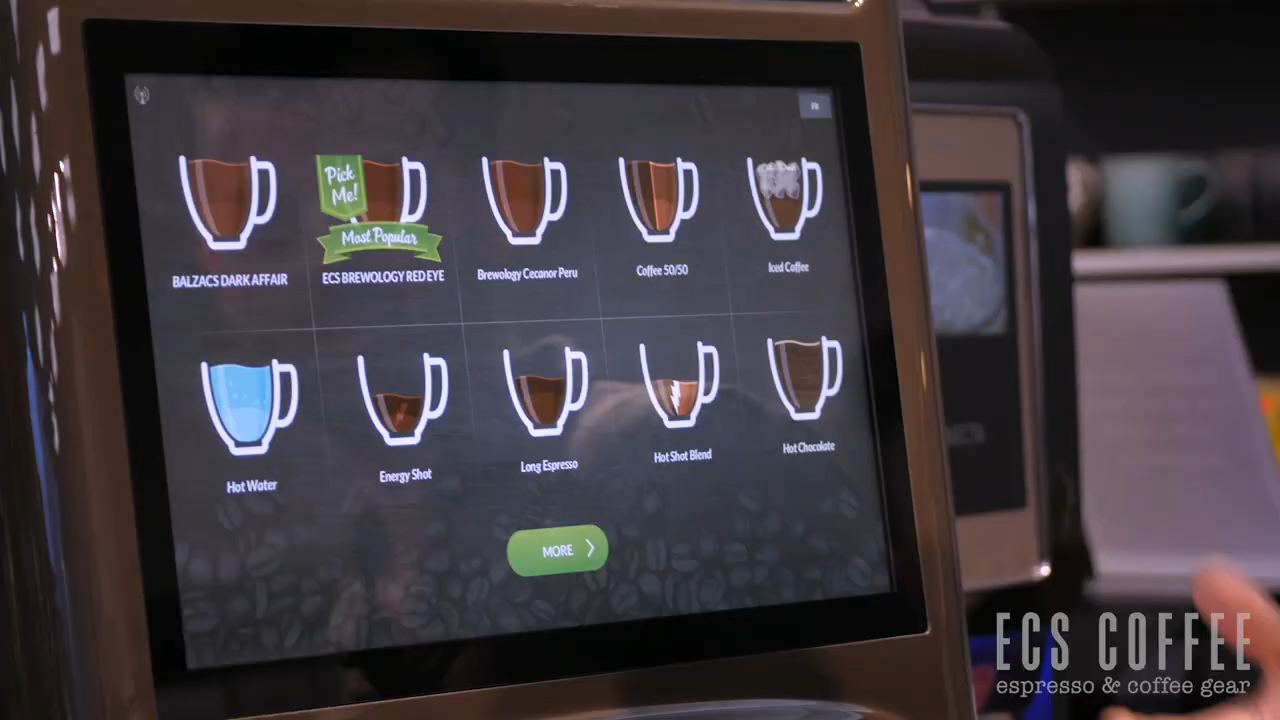 FR
Pick
Me!
Most Popular
BALZACS DARK AFFAIR
ECS BREWOLOGY RED EYE
Brewology Cecanor Peru
Coffee 50/50
Iced Coffee
Hot Water
Energy Shot
Long Espresso
Hot Shot Blend
Hot Chocolate
MORE
ECS COFFEE
espresso & coffee gear